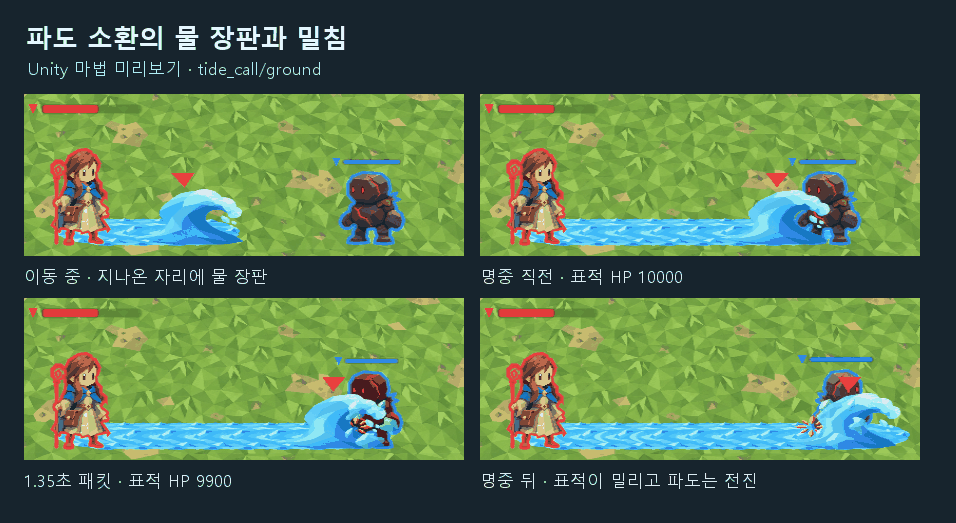 파도 소환의 물 장판과 밀침
Unity 마법 미리보기 · tide_call/ground
이동 중 · 지나온 자리에 물 장판
명중 직전 · 표적 HP 10000
1.35초 패킷 · 표적 HP 9900
명중 뒤 · 표적이 밀리고 파도는 전진